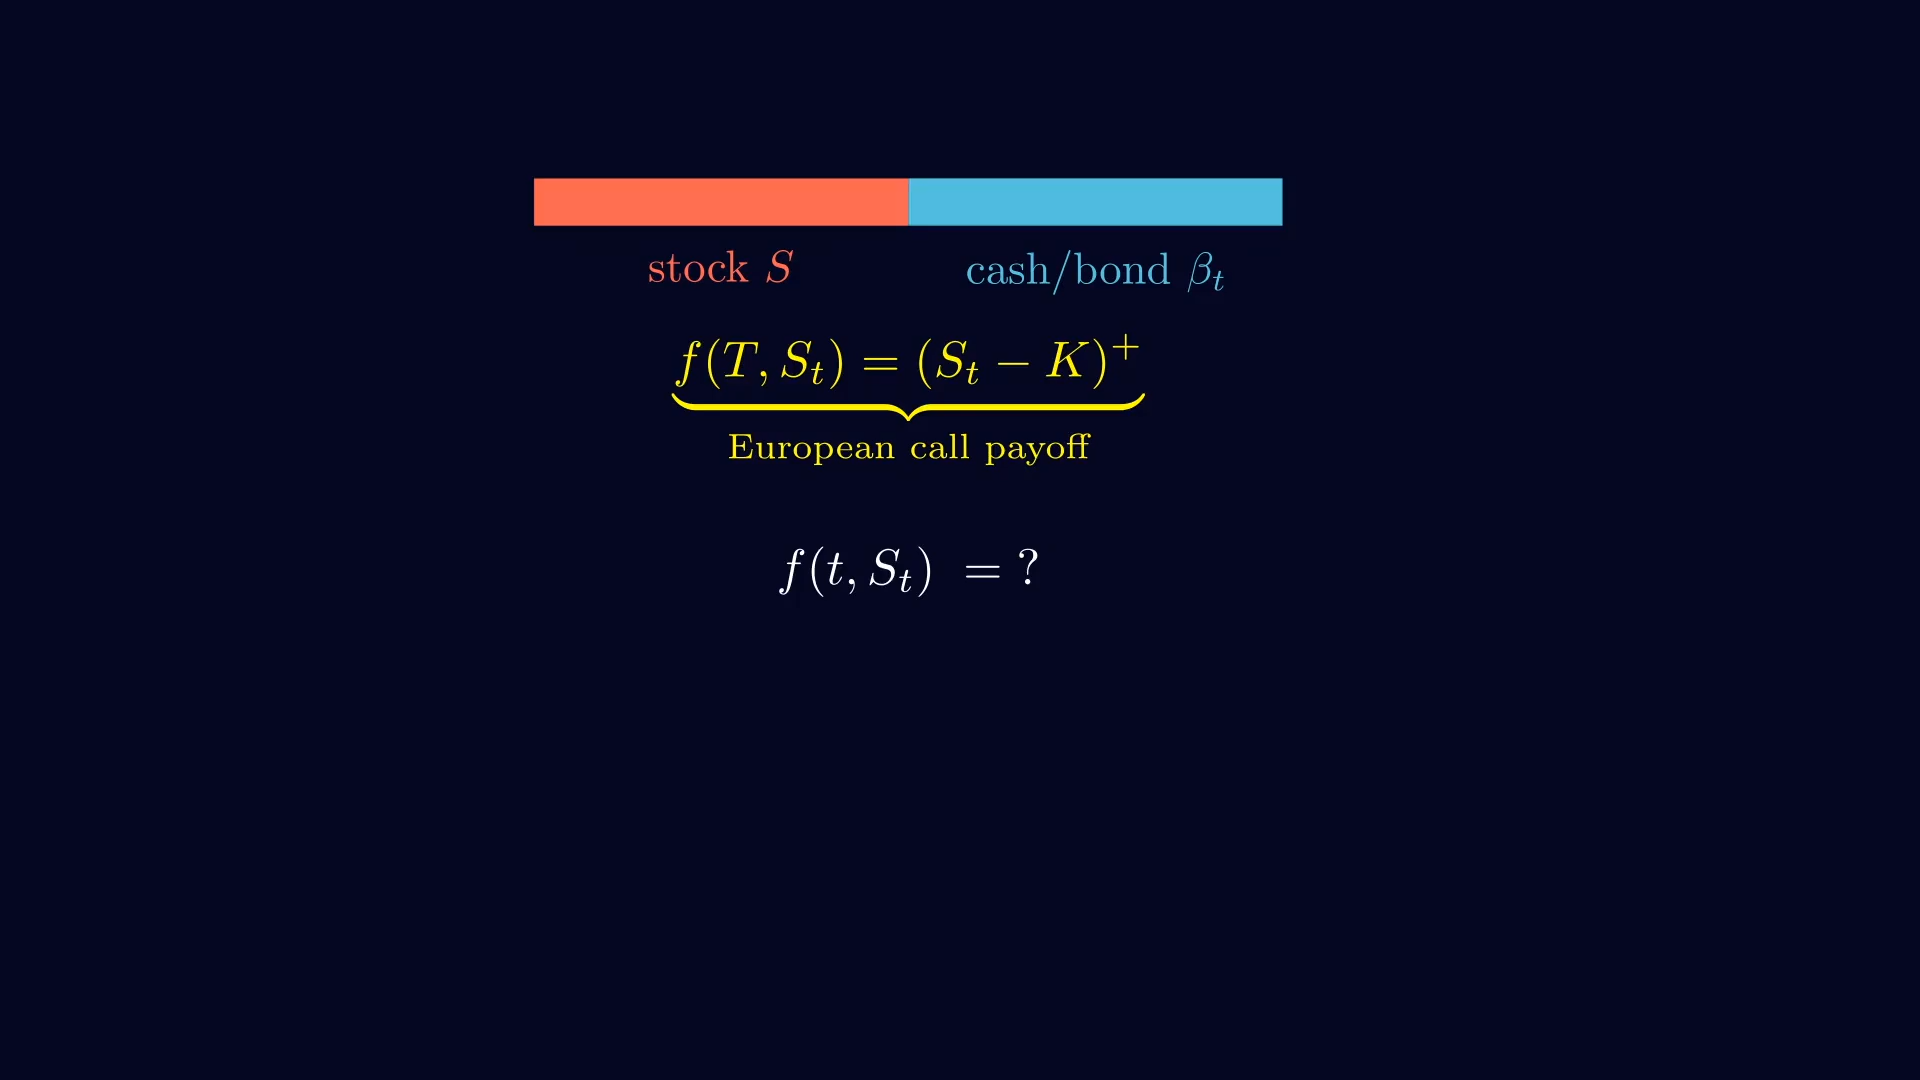 stock S cash/bond βₜ
f(T, Sₜ) = (Sₜ − K)⁺
European call payoff
f(t, Sₜ) = ?